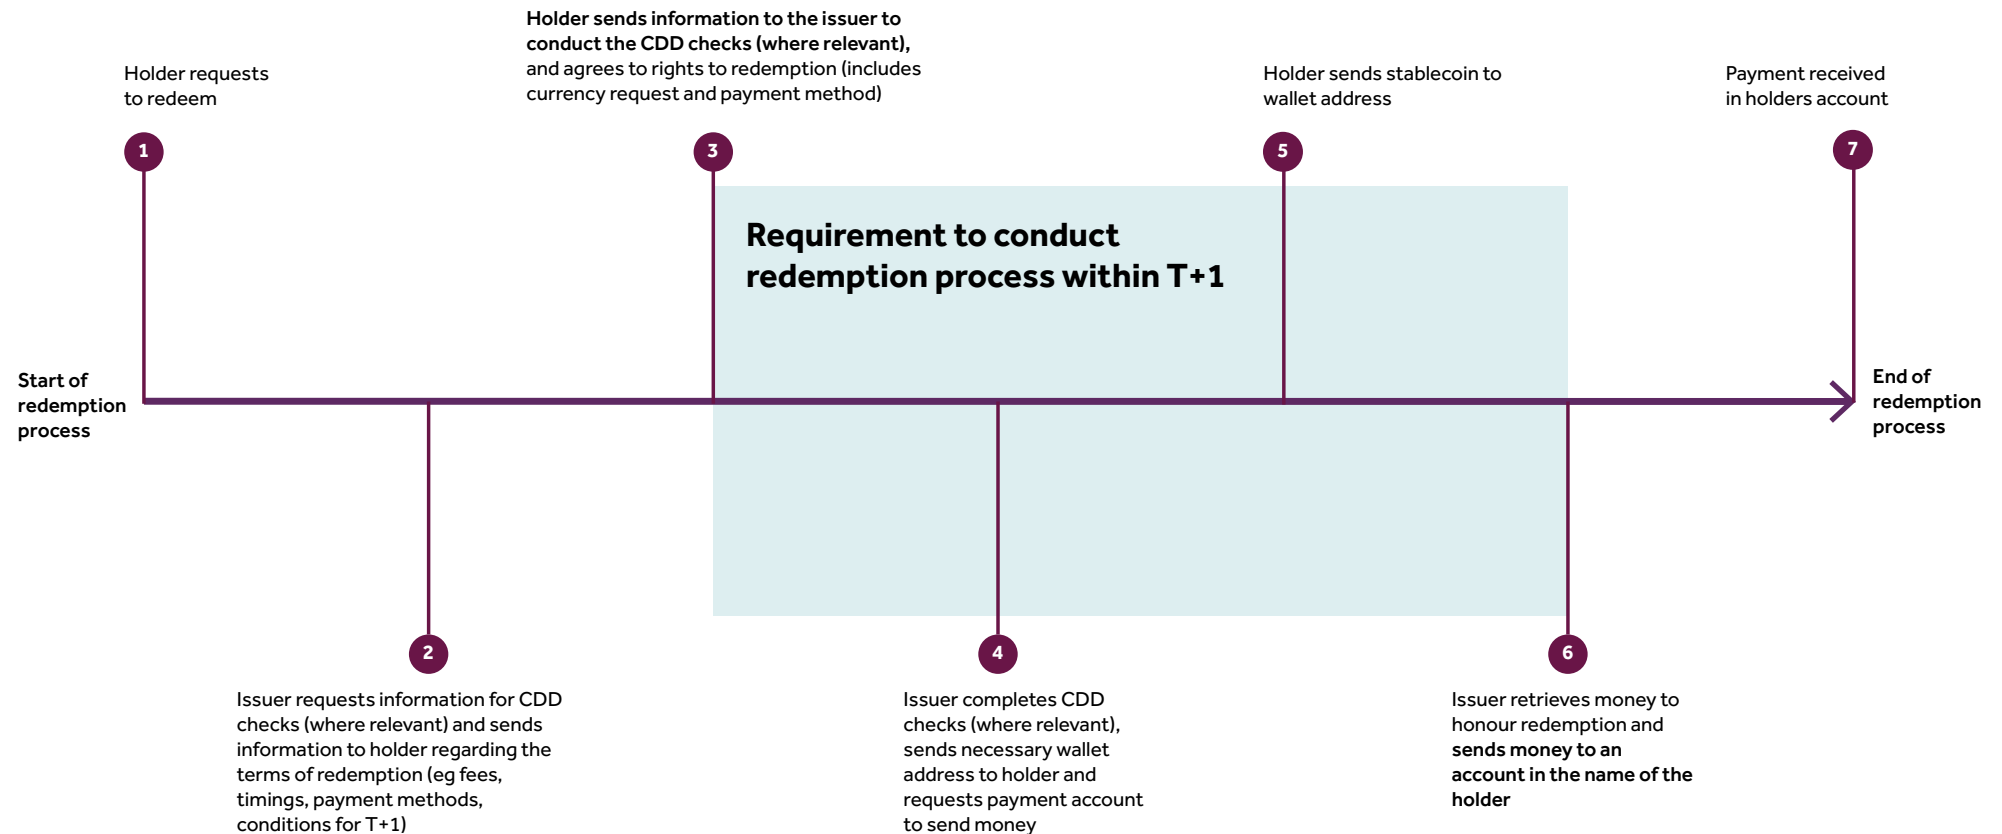 Holder requests
to redeem
1
Holder sends information to the issuer to
conduct the CDD checks (where relevant),
and agrees to rights to redemption (includes
currency request and payment method)
3
Holder sends stablecoin to
wallet address
5
Payment received
in holders account
7
Requirement to conduct
redemption process within T+1
Start of
redemption
process
End of
redemption
process
2
Issuer requests information for CDD
checks (where relevant) and sends
information to holder regarding the
terms of redemption (eg fees,
timings, payment methods,
conditions for T+1)
4
Issuer completes CDD
checks (where relevant),
sends necessary wallet
address to holder and
requests payment account
to send money
6
Issuer retrieves money to
honour redemption and
sends money to an
account in the name of the
holder